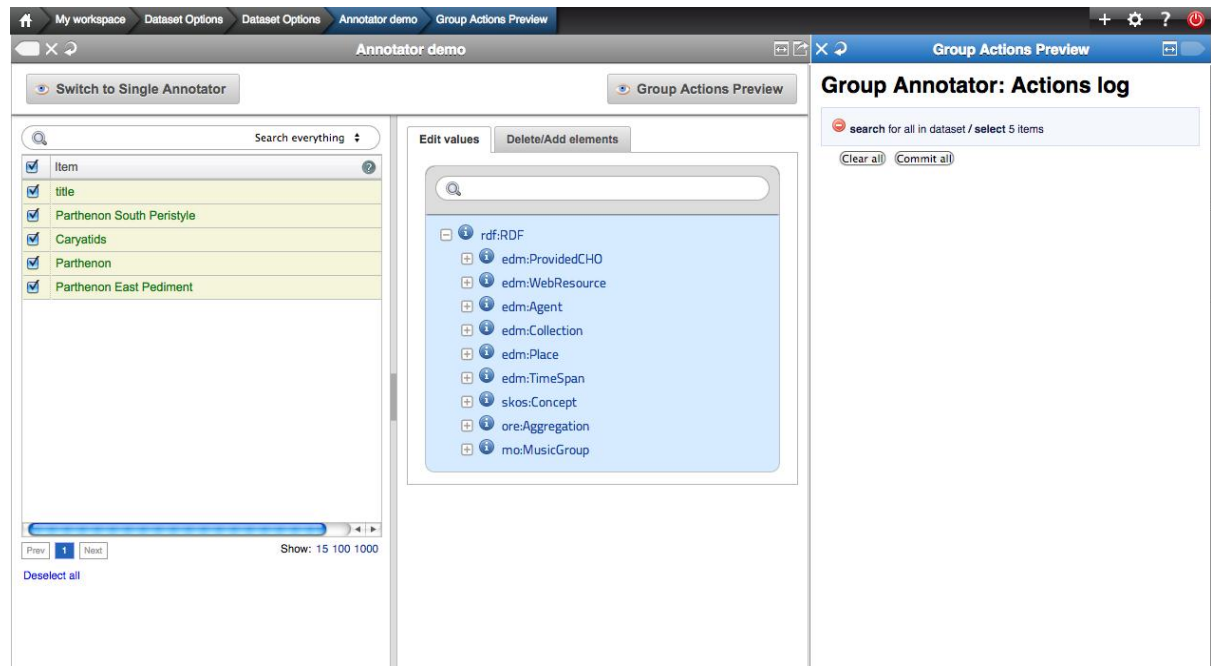 My workspace Dataset Options Dataset Options Annotator demo Group Actions Preview + ?
Annotator demo
Group Actions Preview
Switch to Single Annotator
Group Actions Preview
Group Annotator: Actions log
search for all in dataset / select 5 items
Clear all Commit all
Search everything
Item ?
title
Parthenon South Peristyle
Caryatids
Parthenon
Parthenon East Pediment
Prev 1 Next Show: 15 100 1000
Deselect all
Edit values Delete/Add elements
rdf:RDF
edm:ProvidedCHO
edm:WebResource
edm:Agent
edm:Collection
edm:Place
edm:TimeSpan
skos:Concept
ore:Aggregation
mo:MusicGroup